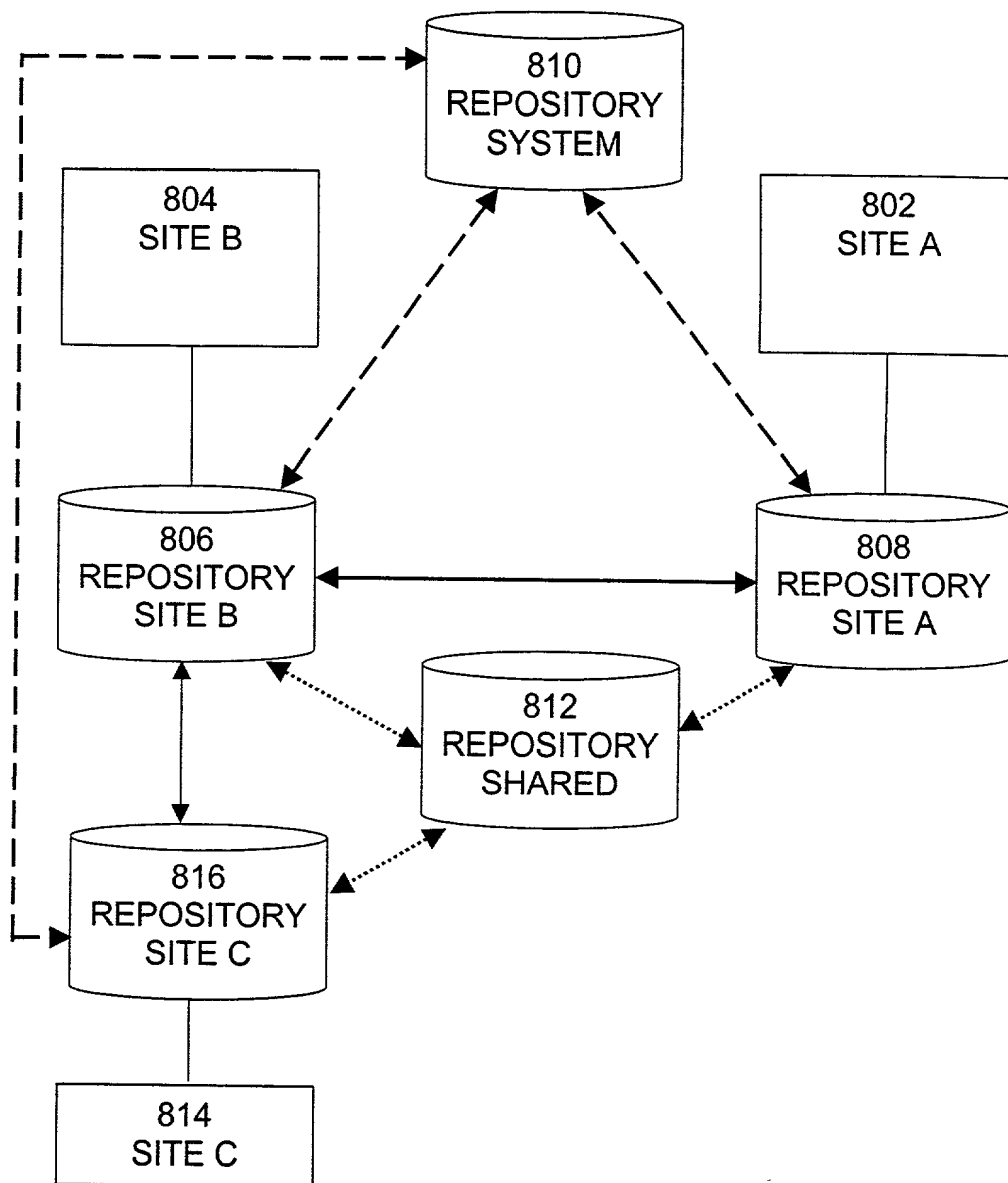 810
REPOSITORY
SYSTEM
804
SITE B
802
SITE A
806
REPOSITORY
SITE B
808
REPOSITORY
SITE A
812
REPOSITORY
SHARED
816
REPOSITORY
SITE C
814
SITE C